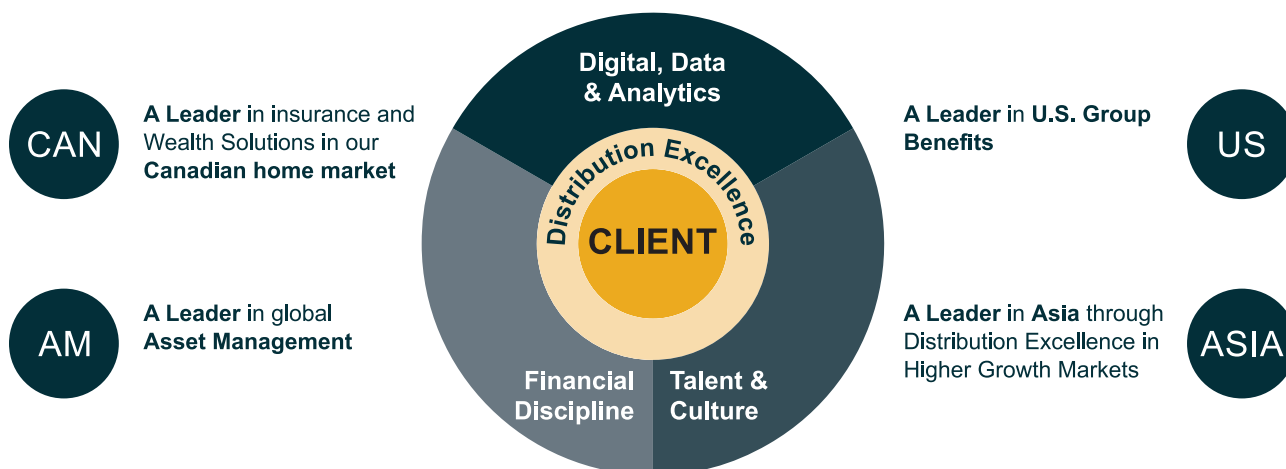 CAN
A Leader in insurance and
Wealth Solutions in our
Canadian home market
AM
A Leader in global
Asset Management
Digital, Data
& Analytics
Distribution Excellence
CLIENT
Financial
Discipline
Talent &
Culture
A Leader in U.S. Group
Benefits
US
A Leader in Asia through
Distribution Excellence in
Higher Growth Markets
ASIA